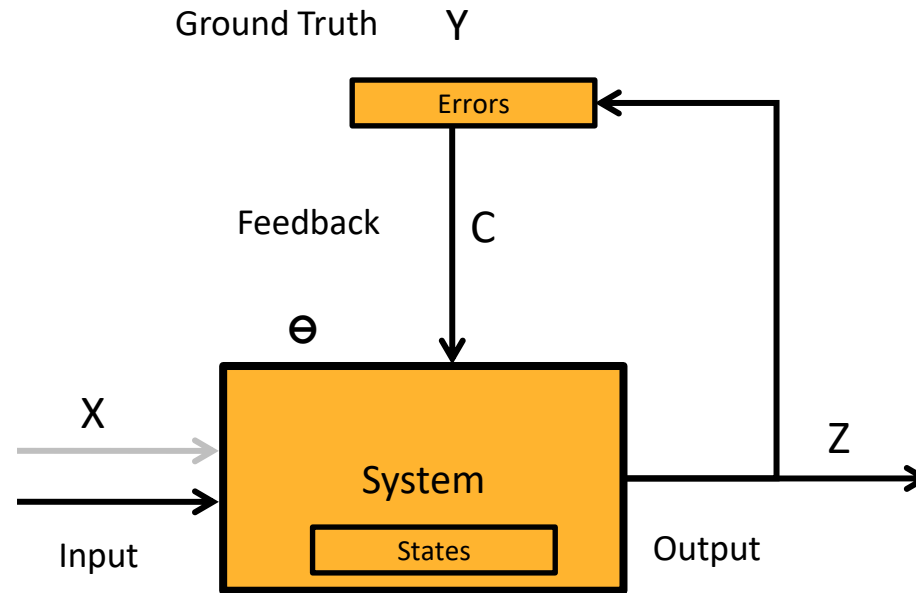 Ground Truth Y
Errors
Feedback C
ϴ
X
Z
System
States
Input
Output